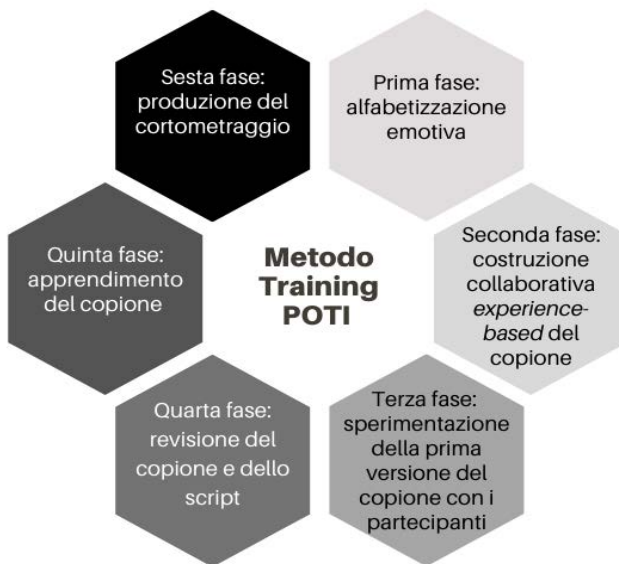 Metodo
Training
POTI
Prima fase:
alfabetizzazione
emotiva
Seconda fase:
costruzione
collaborativa
experience-
based del
copione
Terza fase:
sperimentazione
della prima
versione del
copione con i
partecipanti
Quarta fase:
revisione del
copione e dello
script
Quinta fase:
apprendimento
del copione
Sesta fase:
produzione del
cortometraggio